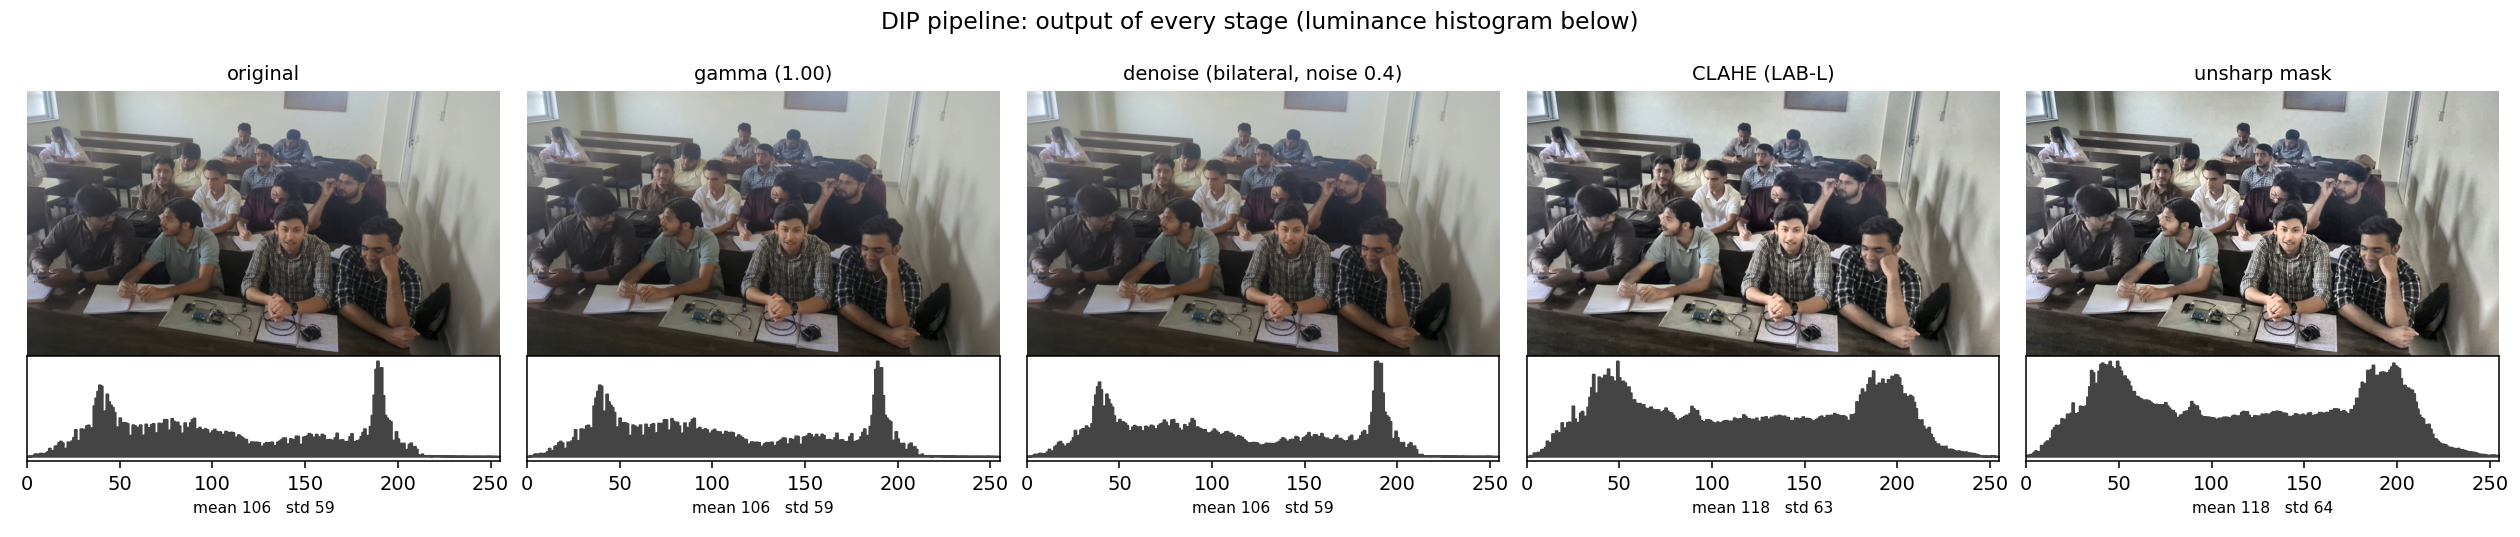 DIP pipeline: output of every stage (luminance histogram below)
original
gamma (1.00)
denoise (bilateral, noise 0.4)
CLAHE (LAB-L)
unsharp mask
0 50 100 150 200 250
0 50 100 150 200 250
0 50 100 150 200 250
0 50 100 150 200 250
0 50 100 150 200 250
mean 106 std 59
mean 106 std 59
mean 106 std 59
mean 118 std 63
mean 118 std 64